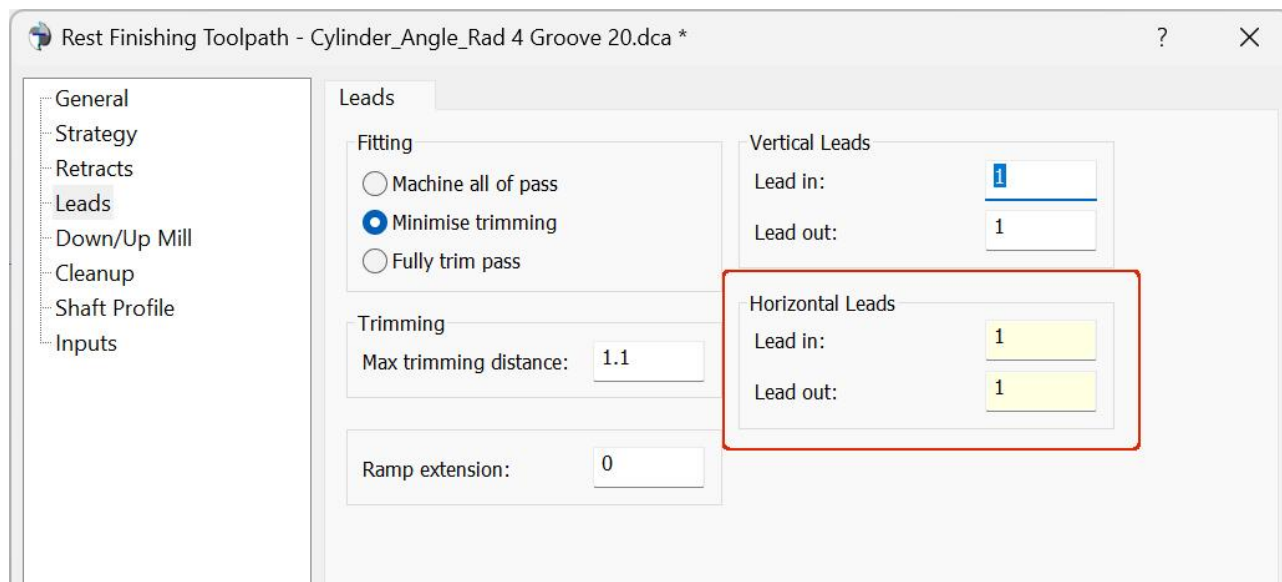 Rest Finishing Toolpath - Cylinder_Angle_Rad 4 Groove 20.dca *
?
General
Strategy
Retracts
Leads
Down/Up Mill
Cleanup
Shaft Profile
Inputs
Leads
Fitting
Machine all of pass
Minimise trimming
Fully trim pass
Trimming
Max trimming distance: 1.1
Ramp extension: 0
Vertical Leads
Lead in: 1
Lead out: 1
Horizontal Leads
Lead in: 1
Lead out: 1